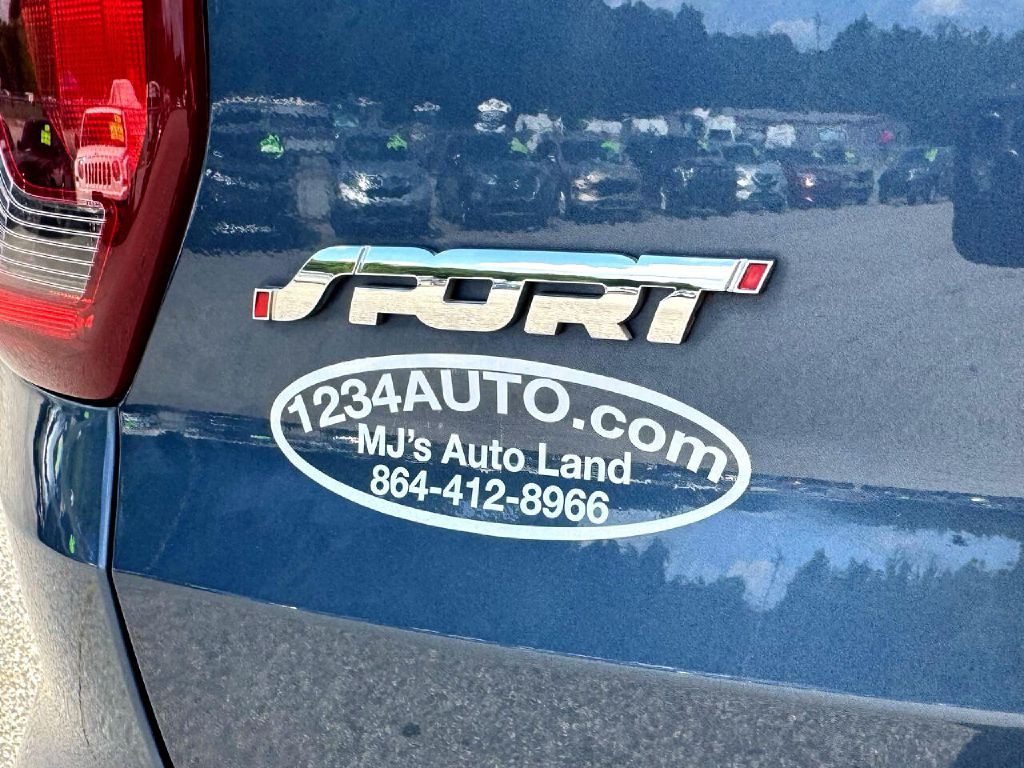 SPORT
1234AUTO.com
MJ's Auto Land
864-412-8966